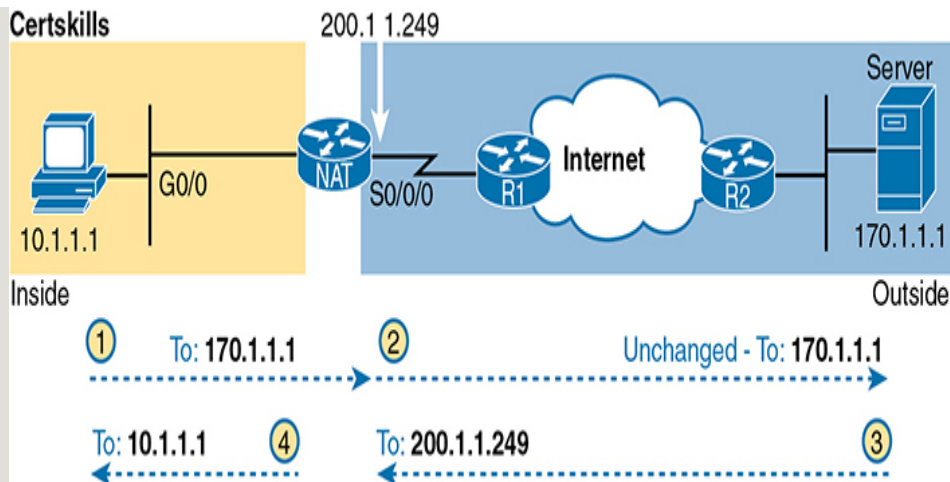 Certskills
200.1 1.249
Server
Internet
NAT
R1
R2
G0/0
S0/0/0
10.1.1.1
170.1.1.1
Inside
Outside
1
To: 170.1.1.1
2
Unchanged - To: 170.1.1.1
To: 10.1.1.1
4
To: 200.1.1.249
3